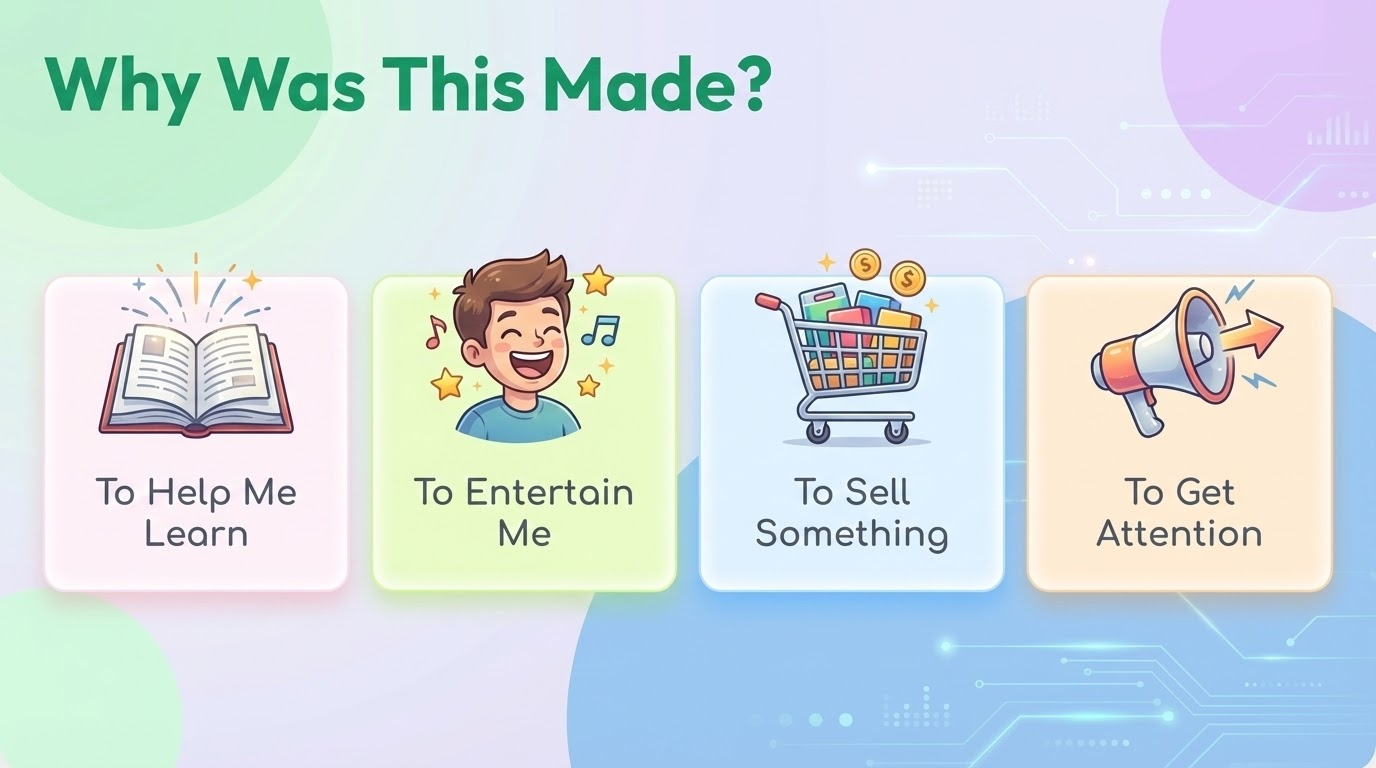 Why Was This Made?
To Help Me
Learn
To Entertain
Me
To Sell
Something
To Get
Attention